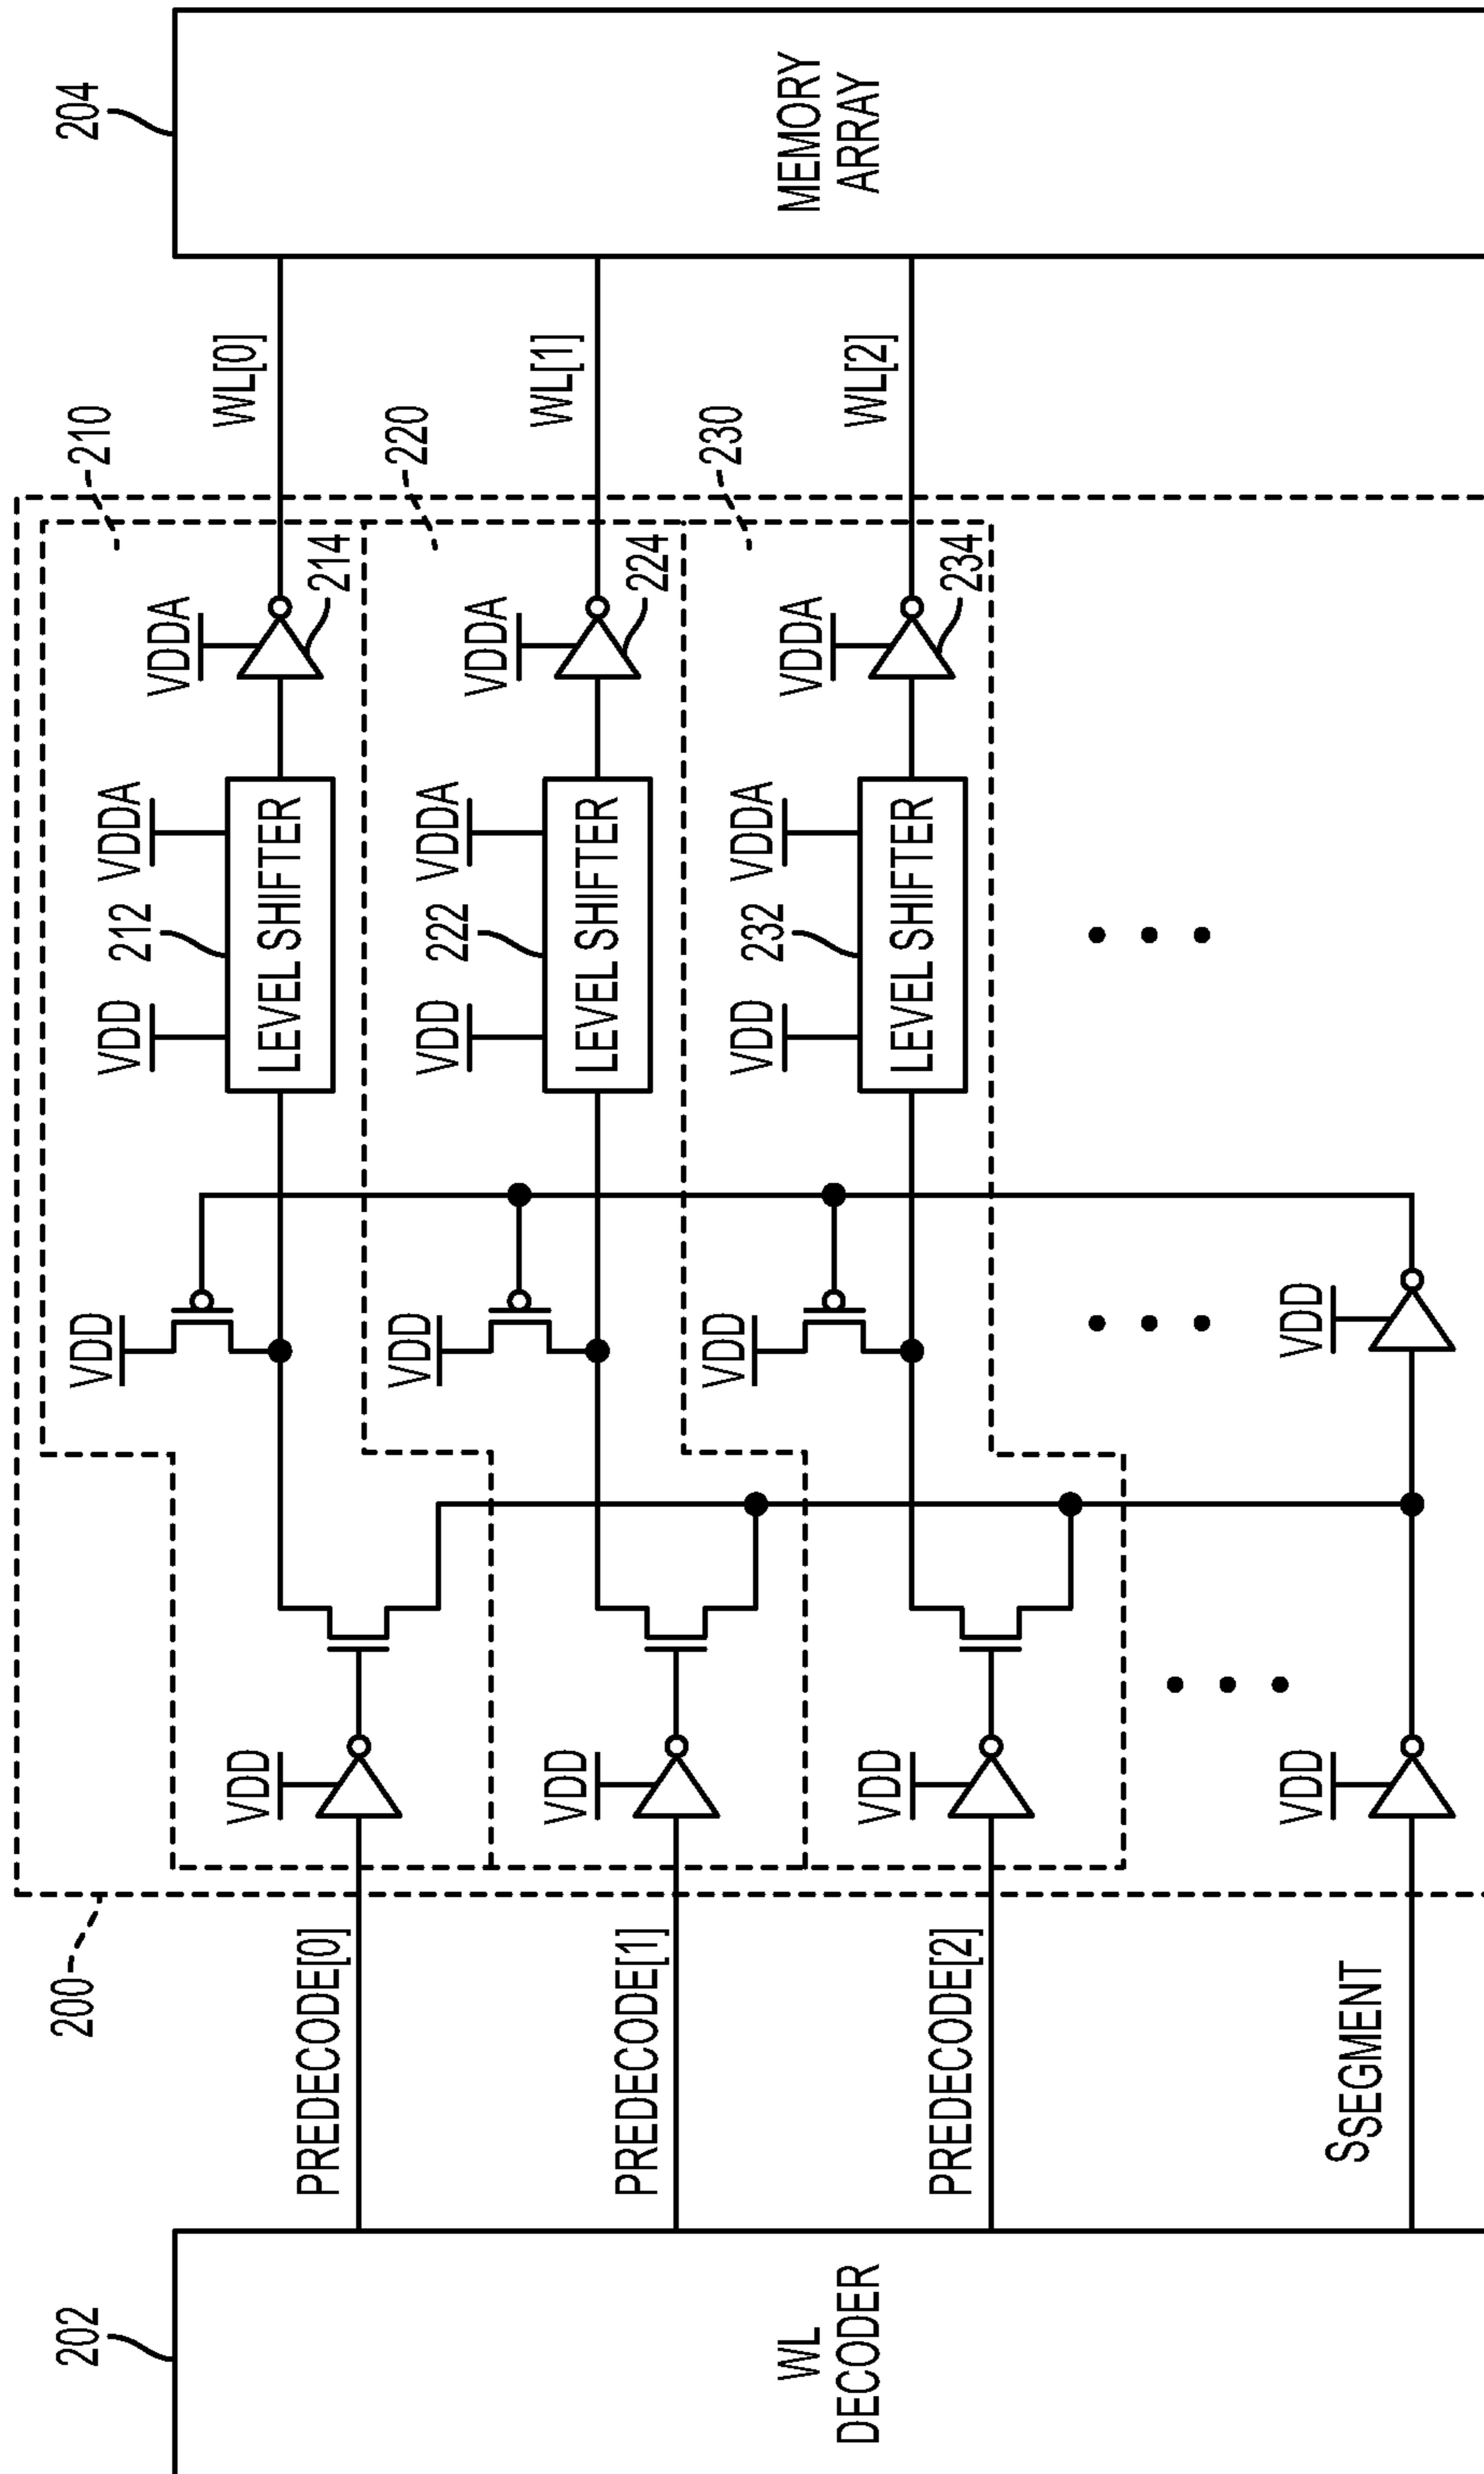 202
WL
DECODER
200
PREDECODE[0]
PREDECODE[1]
PREDECODE[2]
SSEGMENT
VDD
VDD
VDD
VDD
VDD
VDD
VDD
VDD
VDD
212
VDDA
LEVEL SHIFTER
VDD
222
VDDA
LEVEL SHIFTER
VDD
232
VDDA
LEVEL SHIFTER
VDDA
214
VDDA
224
VDDA
234
210
220
230
WL[0]
WL[1]
WL[2]
204
MEMORY
ARRAY